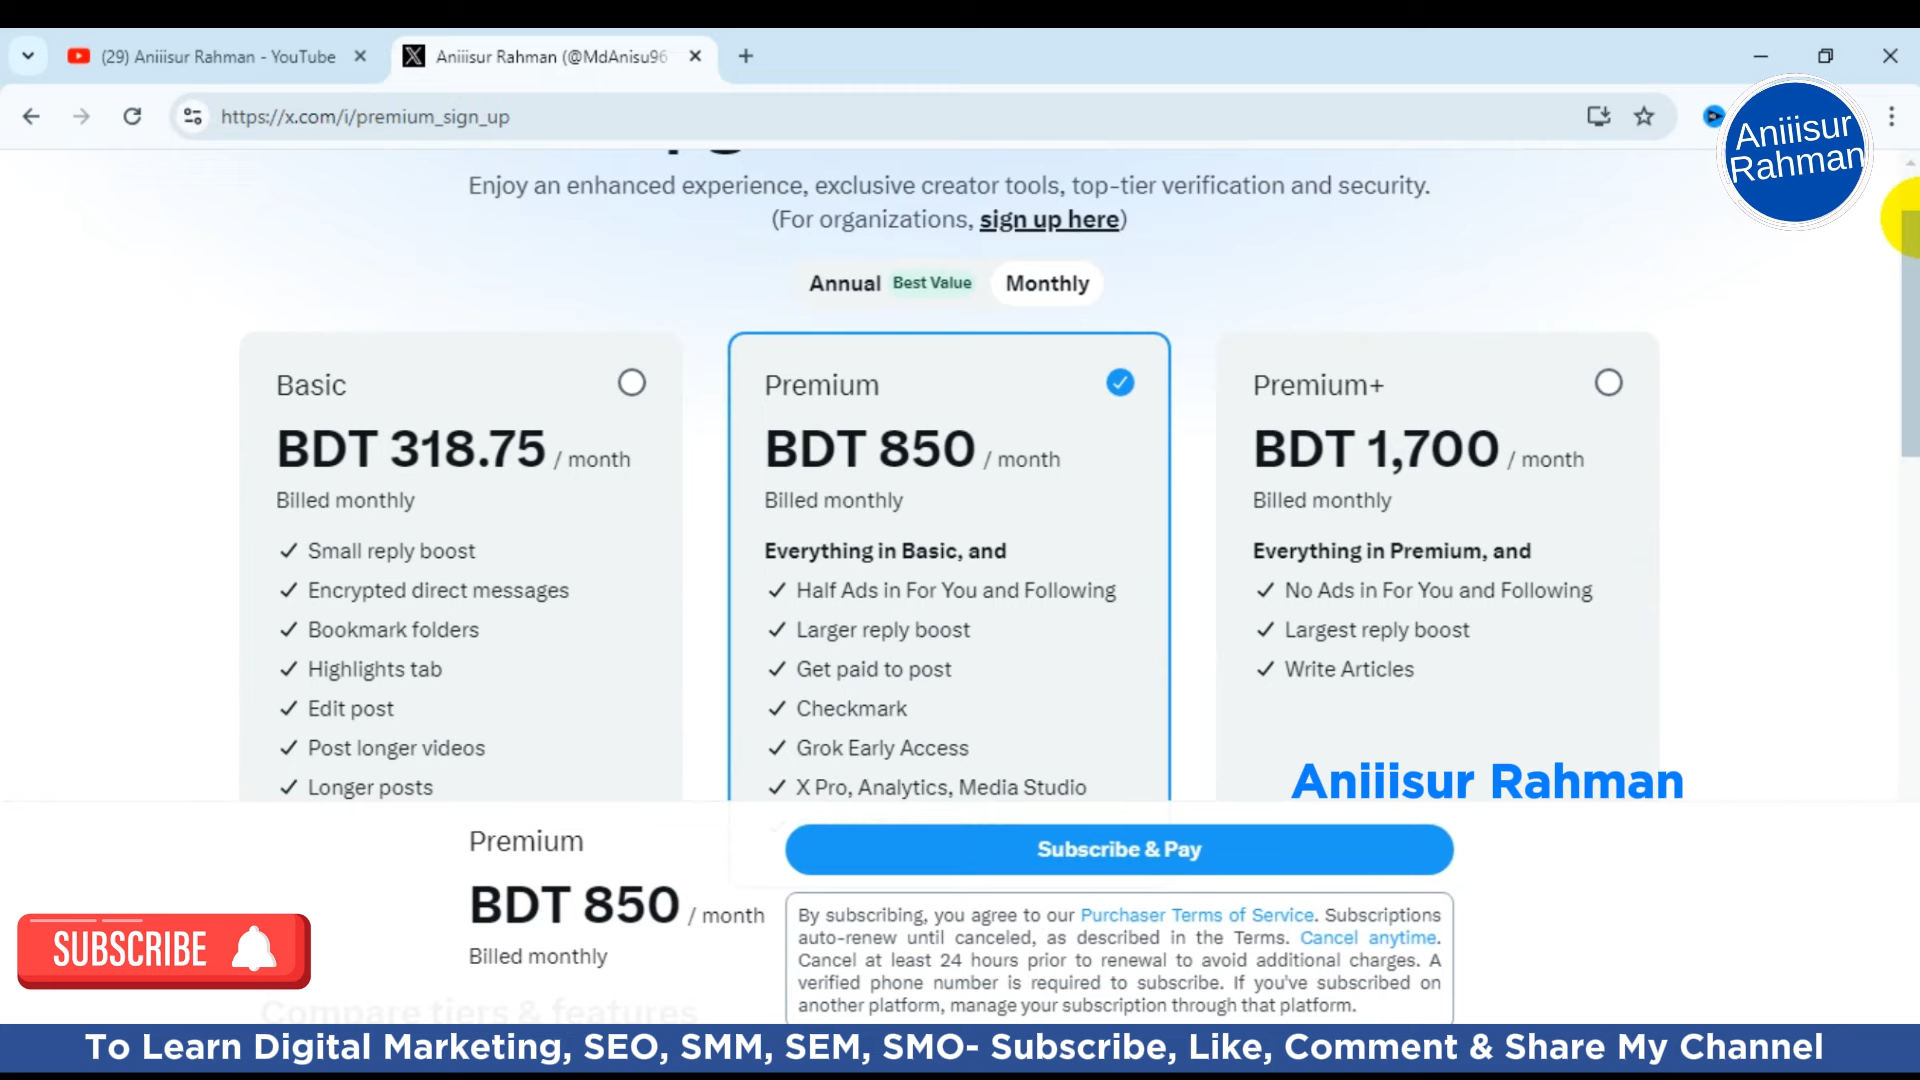 (29) Aniiisur Rahman - YouTube
Aniiisur Rahman (@MdAnisu96
https://x.com/i/premium_sign_up
Aniiisur
Rahman
Enjoy an enhanced experience, exclusive creator tools, top-tier verification and security.
(For organizations, sign up here)
Annual Best Value Monthly
Basic
BDT 318.75 / month
Billed monthly
✓ Small reply boost
✓ Encrypted direct messages
✓ Bookmark folders
✓ Highlights tab
✓ Edit post
✓ Post longer videos
✓ Longer posts
Premium
BDT 850 / month
Billed monthly
Everything in Basic, and
✓ Half Ads in For You and Following
✓ Larger reply boost
✓ Get paid to post
✓ Checkmark
✓ Grok Early Access
✓ X Pro, Analytics, Media Studio
Premium+
BDT 1,700 / month
Billed monthly
Everything in Premium, and
✓ No Ads in For You and Following
✓ Largest reply boost
✓ Write Articles
Aniiisur Rahman
Premium
BDT 850 / month
Billed monthly
Subscribe & Pay
By subscribing, you agree to our Purchaser Terms of Service. Subscriptions
auto-renew until canceled, as described in the Terms. Cancel anytime.
Cancel at least 24 hours prior to renewal to avoid additional charges. A
verified phone number is required to subscribe. If you've subscribed on
another platform, manage your subscription through that platform.
SUBSCRIBE
Compare tiers & features
To Learn Digital Marketing, SEO, SMM, SEM, SMO- Subscribe, Like, Comment & Share My Channel